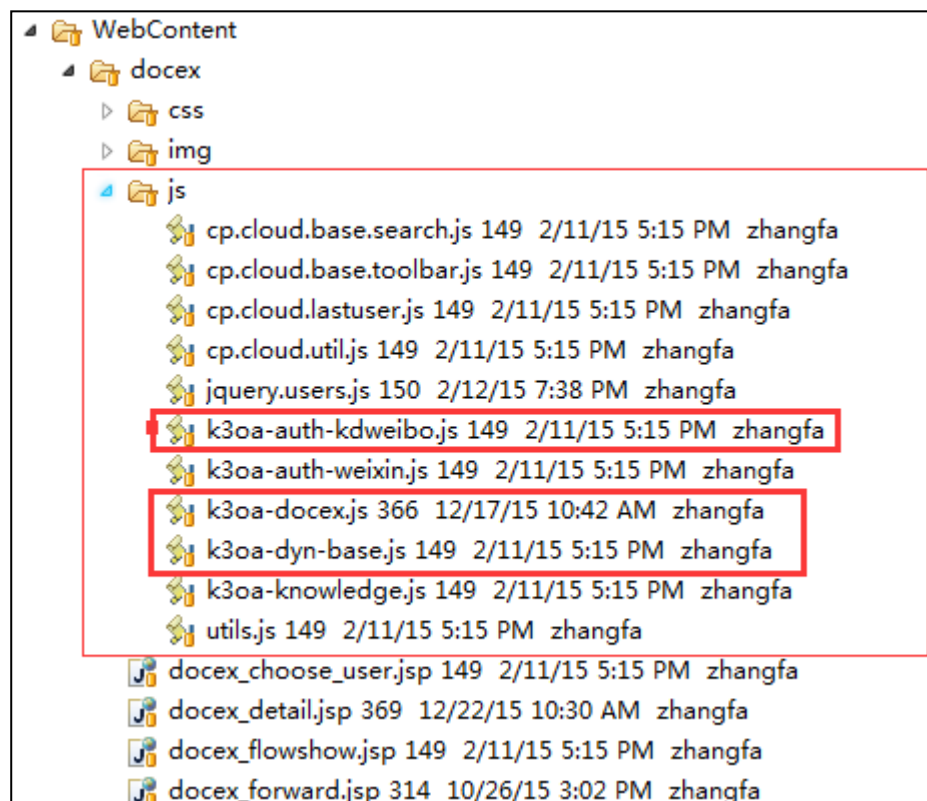 WebContent
docex
css
img
js
cp.cloud.base.search.js 149 2/11/15 5:15 PM zhangfa
cp.cloud.base.toolbar.js 149 2/11/15 5:15 PM zhangfa
cp.cloud.lastuser.js 149 2/11/15 5:15 PM zhangfa
cp.cloud.util.js 149 2/11/15 5:15 PM zhangfa
jquery.users.js 150 2/12/15 7:38 PM zhangfa
k3oa-auth-kdweibo.js 149 2/11/15 5:15 PM zhangfa
k3oa-auth-weixin.js 149 2/11/15 5:15 PM zhangfa
k3oa-docex.js 366 12/17/15 10:42 AM zhangfa
k3oa-dyn-base.js 149 2/11/15 5:15 PM zhangfa
k3oa-knowledge.js 149 2/11/15 5:15 PM zhangfa
utils.js 149 2/11/15 5:15 PM zhangfa
docex_choose_user.jsp 149 2/11/15 5:15 PM zhangfa
docex_detail.jsp 369 12/22/15 10:30 AM zhangfa
docex_flowshow.jsp 149 2/11/15 5:15 PM zhangfa
docex_forward.jsp 314 10/26/15 3:02 PM zhangfa